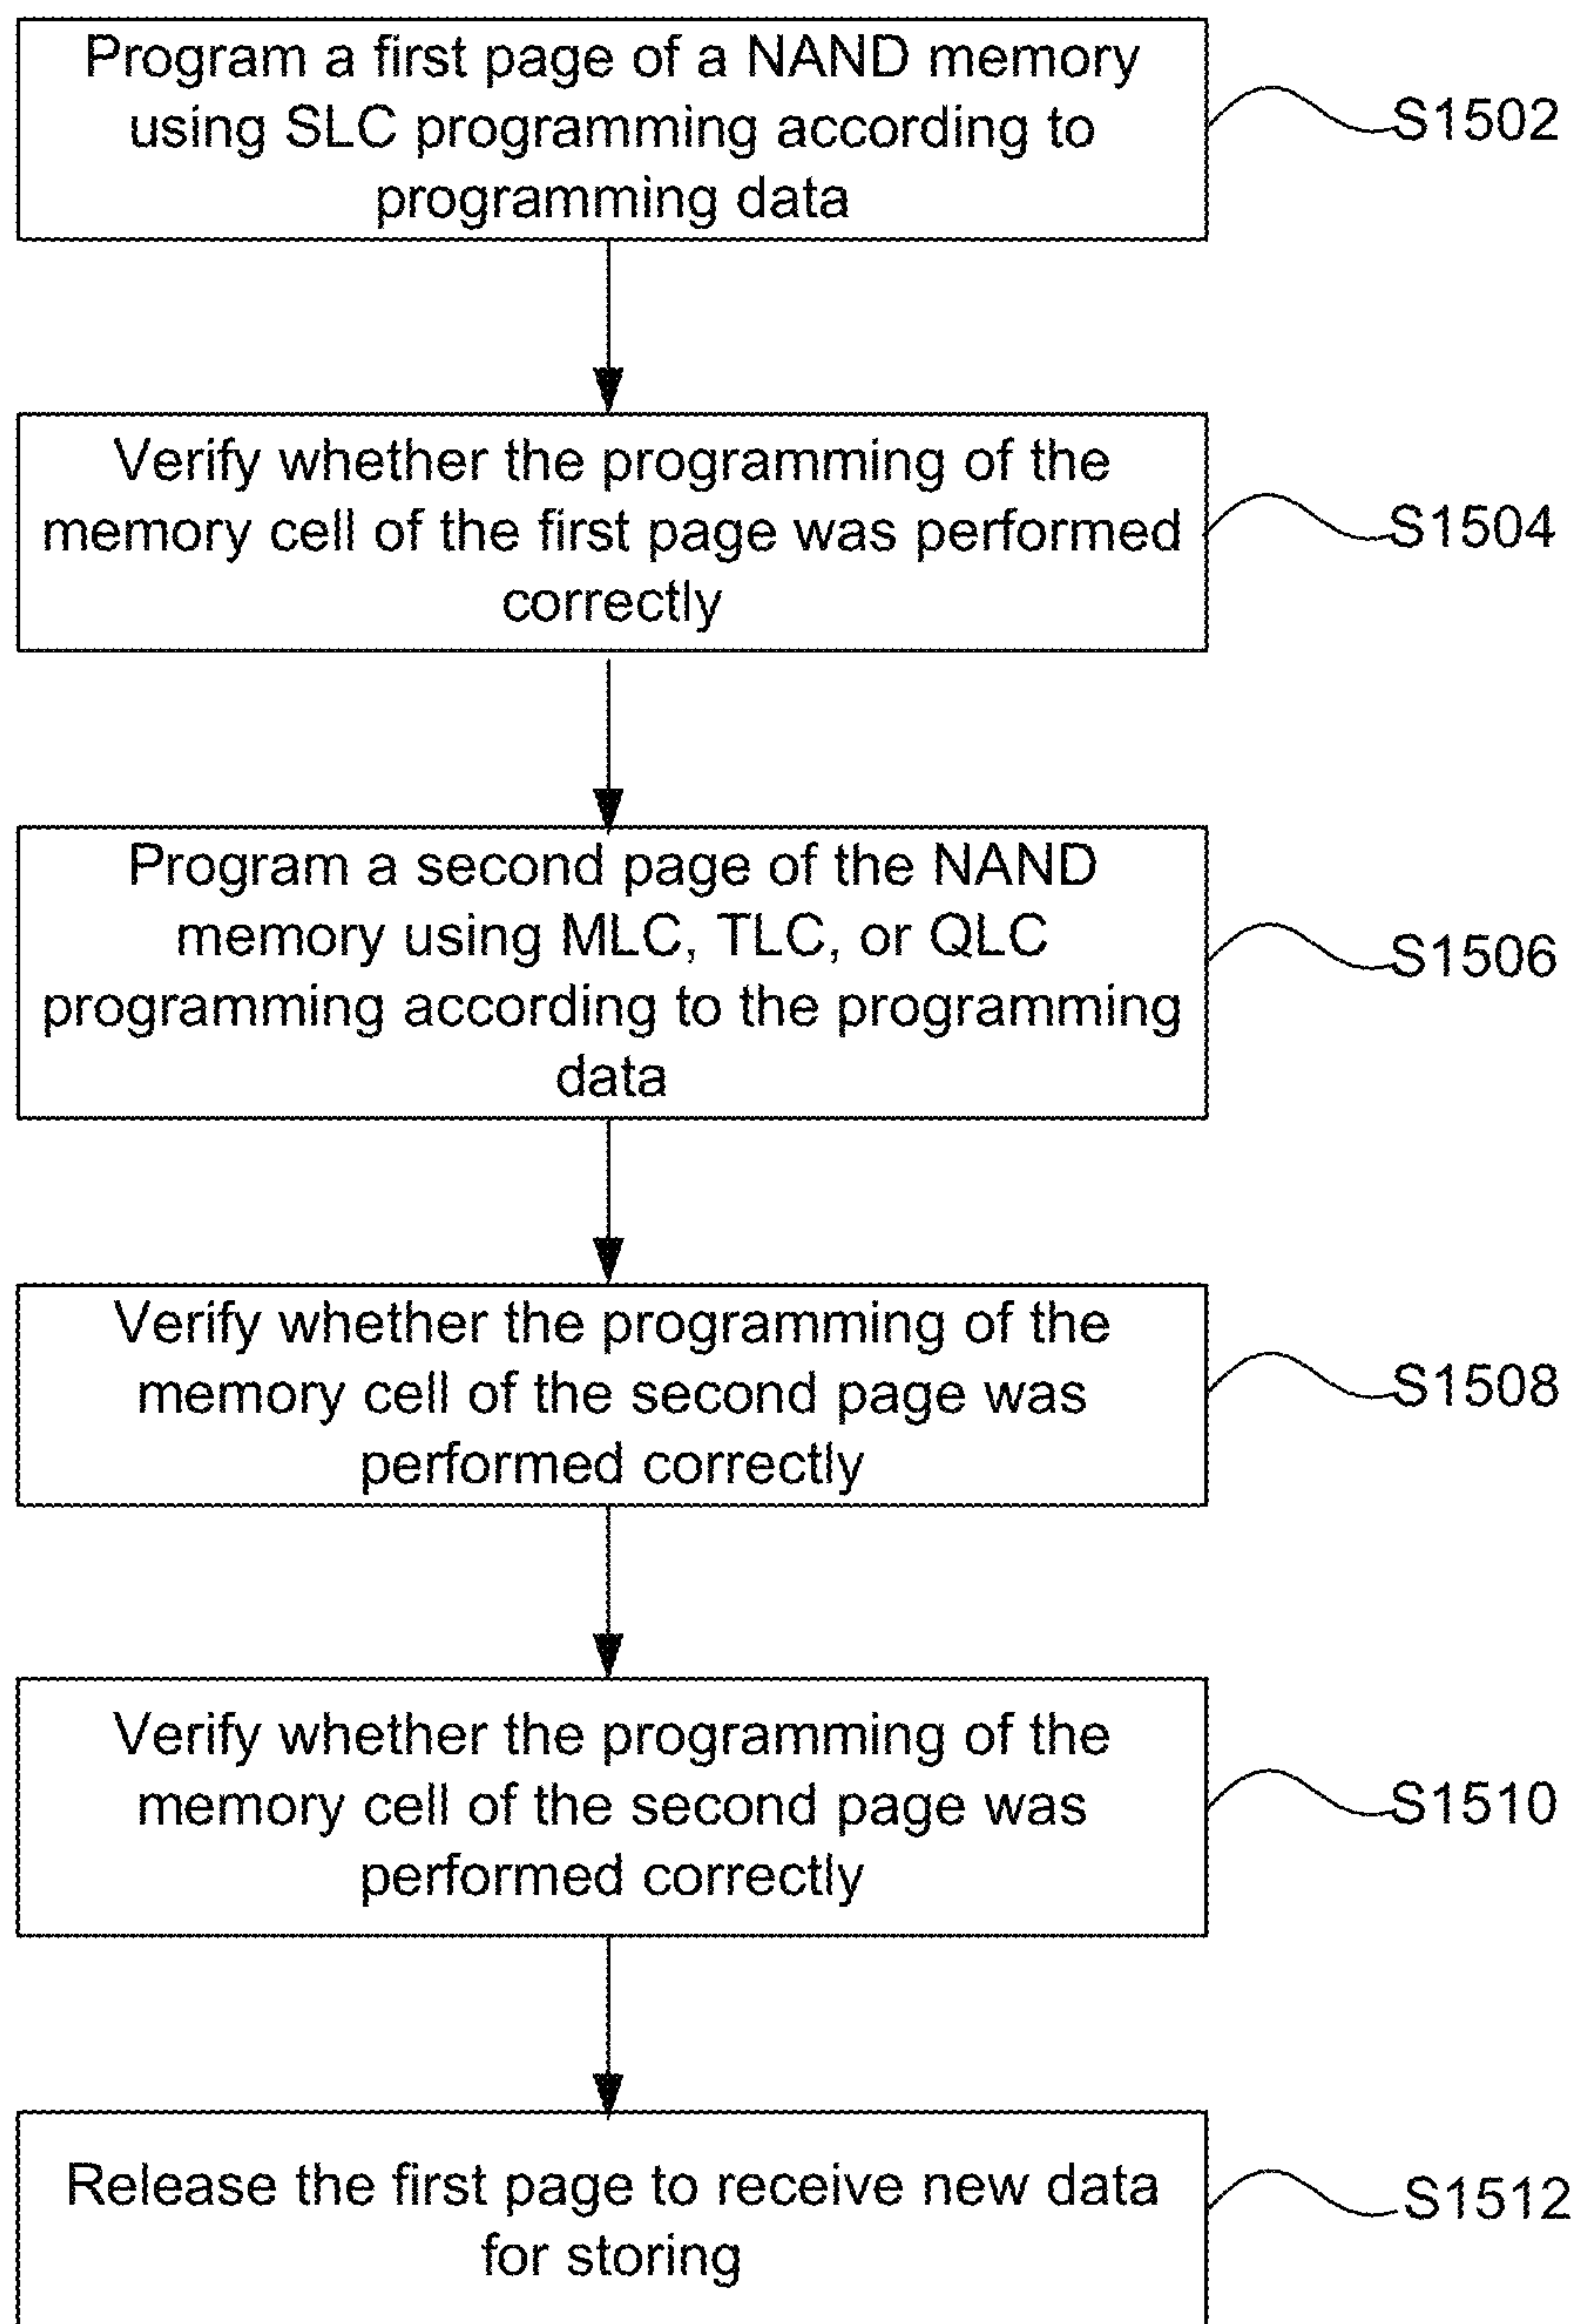 Program a first page of a NAND memory
using SLC programming according to
programming data
S1502
Verify whether the programming of the
memory cell of the first page was performed
correctly
S1504
Program a second page of the NAND
memory using MLC, TLC, or QLC
programming according to the programming
data
S1506
Verify whether the programming of the
memory cell of the second page was
performed correctly
S1508
Verify whether the programming of the
memory cell of the second page was
performed correctly
S1510
Release the first page to receive new data
for storing
S1512